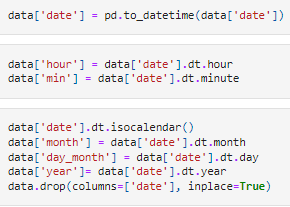 data['date'] = pd.to_datetime(data['date'])
data['hour'] = data['date'].dt.hour
data['min'] = data['date'].dt.minute
data['date'].dt.isocalendar()
data['month'] = data['date'].dt.month
data['day_month'] = data['date'].dt.day
data['year']= data['date'].dt.year
data.drop(columns=['date'], inplace=True)